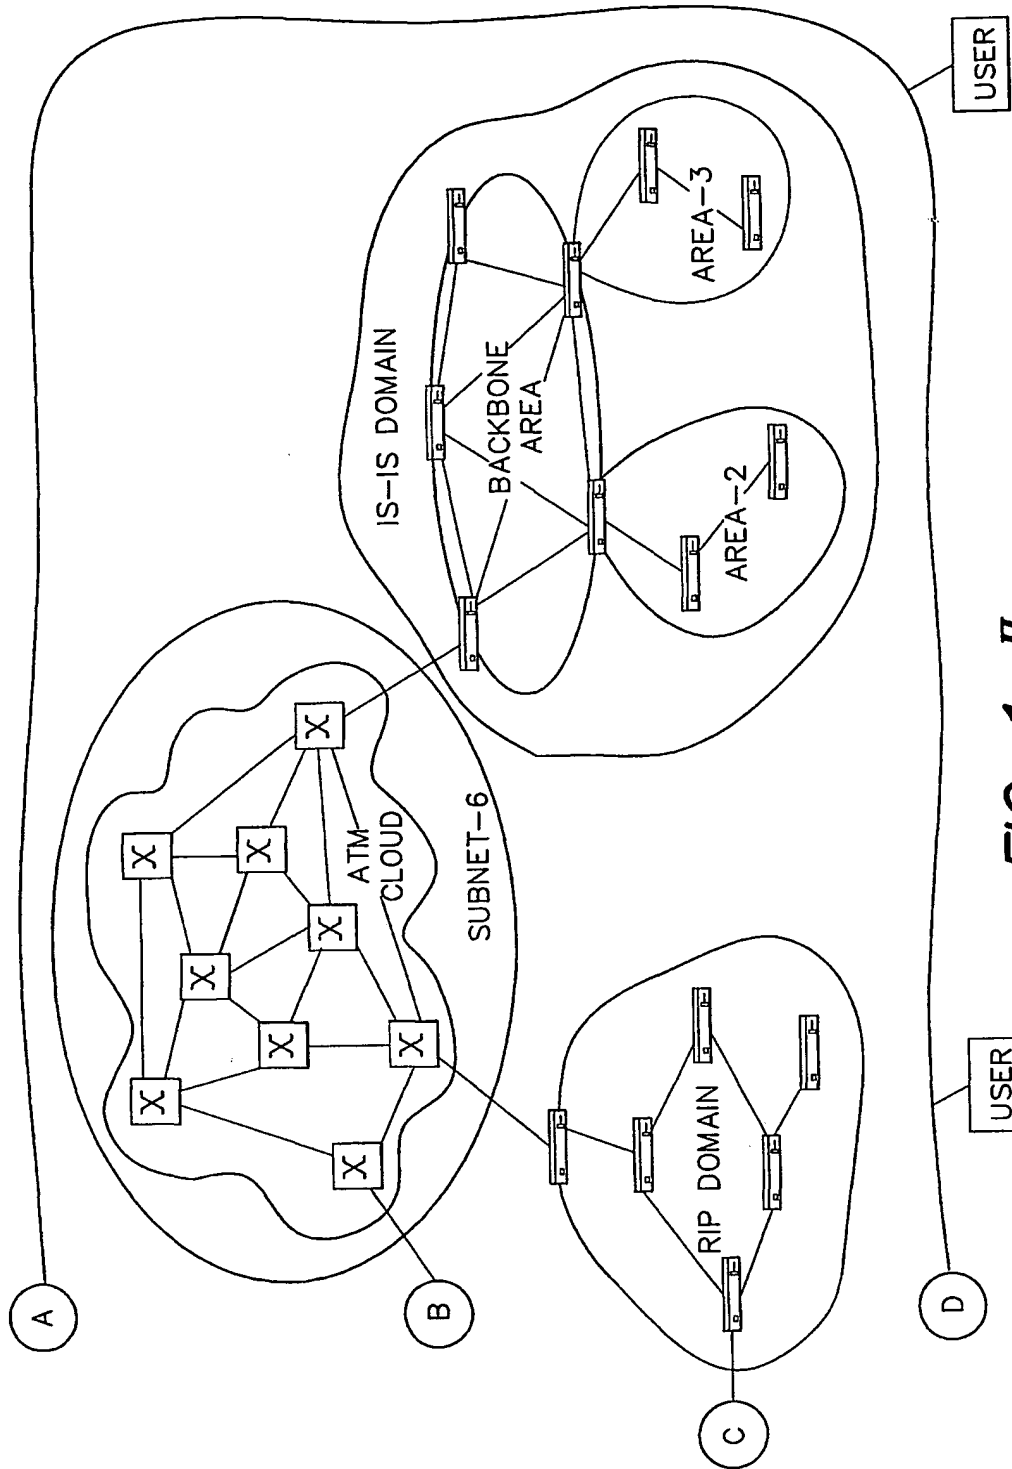 A
ATM
CLOUD
IS-IS DOMAIN
B
SUBNET-6
BACKBONE
AREA
RIP DOMAIN
AREA-3
C
AREA-2
D
USER
USER